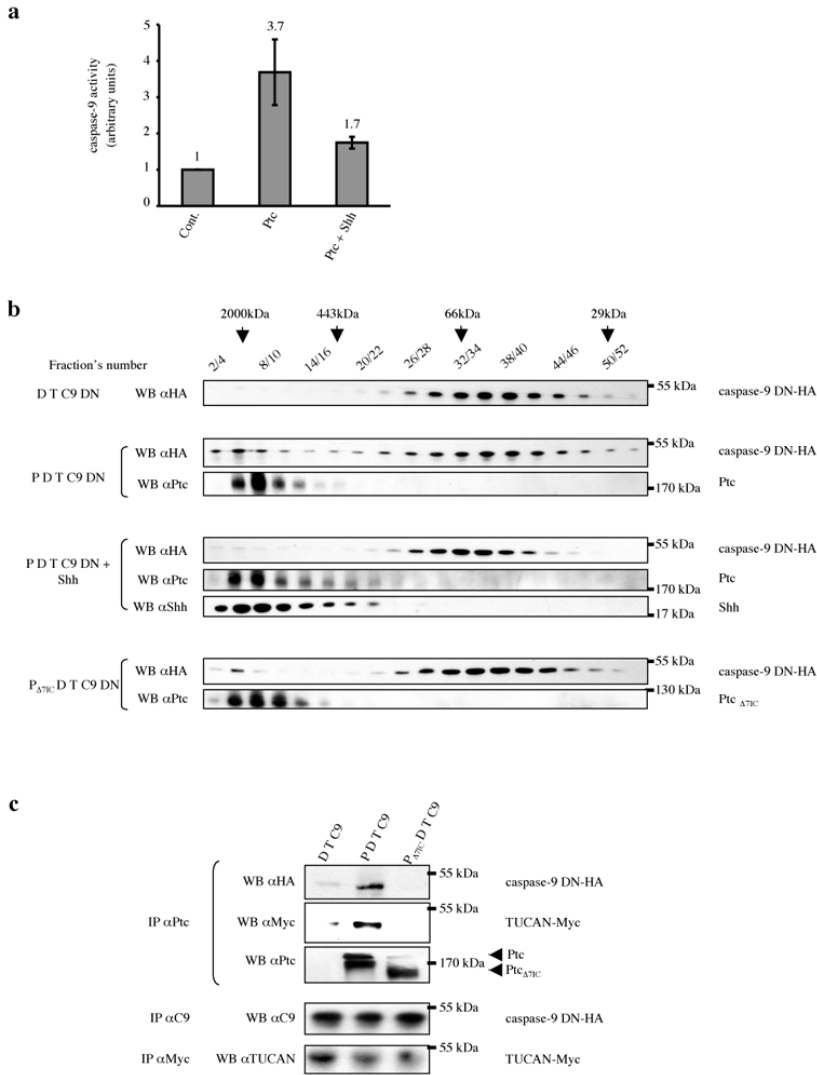 a
caspase-9 activity
(arbitrary units)
5
4
3
2
1
0
1
3.7
1.7
Cont.
Ptc
Ptc + Shh
b
2000kDa 443kDa 66kDa 29kDa
Fraction's number 2/4 8/10 14/16 20/22 26/28 32/34 38/40 44/46 50/52
D T C9 DN WB αHA 55 kDa caspase-9 DN-HA
P D T C9 DN
WB αHA 55 kDa caspase-9 DN-HA
WB αPtc 170 kDa Ptc
P D T C9 DN +
Shh
WB αHA 55 kDa caspase-9 DN-HA
WB αPtc 170 kDa Ptc
WB αShh 17 kDa Shh
PΔ7IC D T C9 DN
WB αHA 55 kDa caspase-9 DN-HA
WB αPtc 130 kDa Ptc Δ7IC
c
D T C9 P D T C9 PΔ7IC D T C9
IP αPtc
WB αHA 55 kDa caspase-9 DN-HA
WB αMyc 55 kDa TUCAN-Myc
WB αPtc 170 kDa Ptc
PtcΔ7IC
IP αC9 WB αC9 55 kDa caspase-9 DN-HA
IP αMyc WB αTUCAN 55 kDa TUCAN-Myc